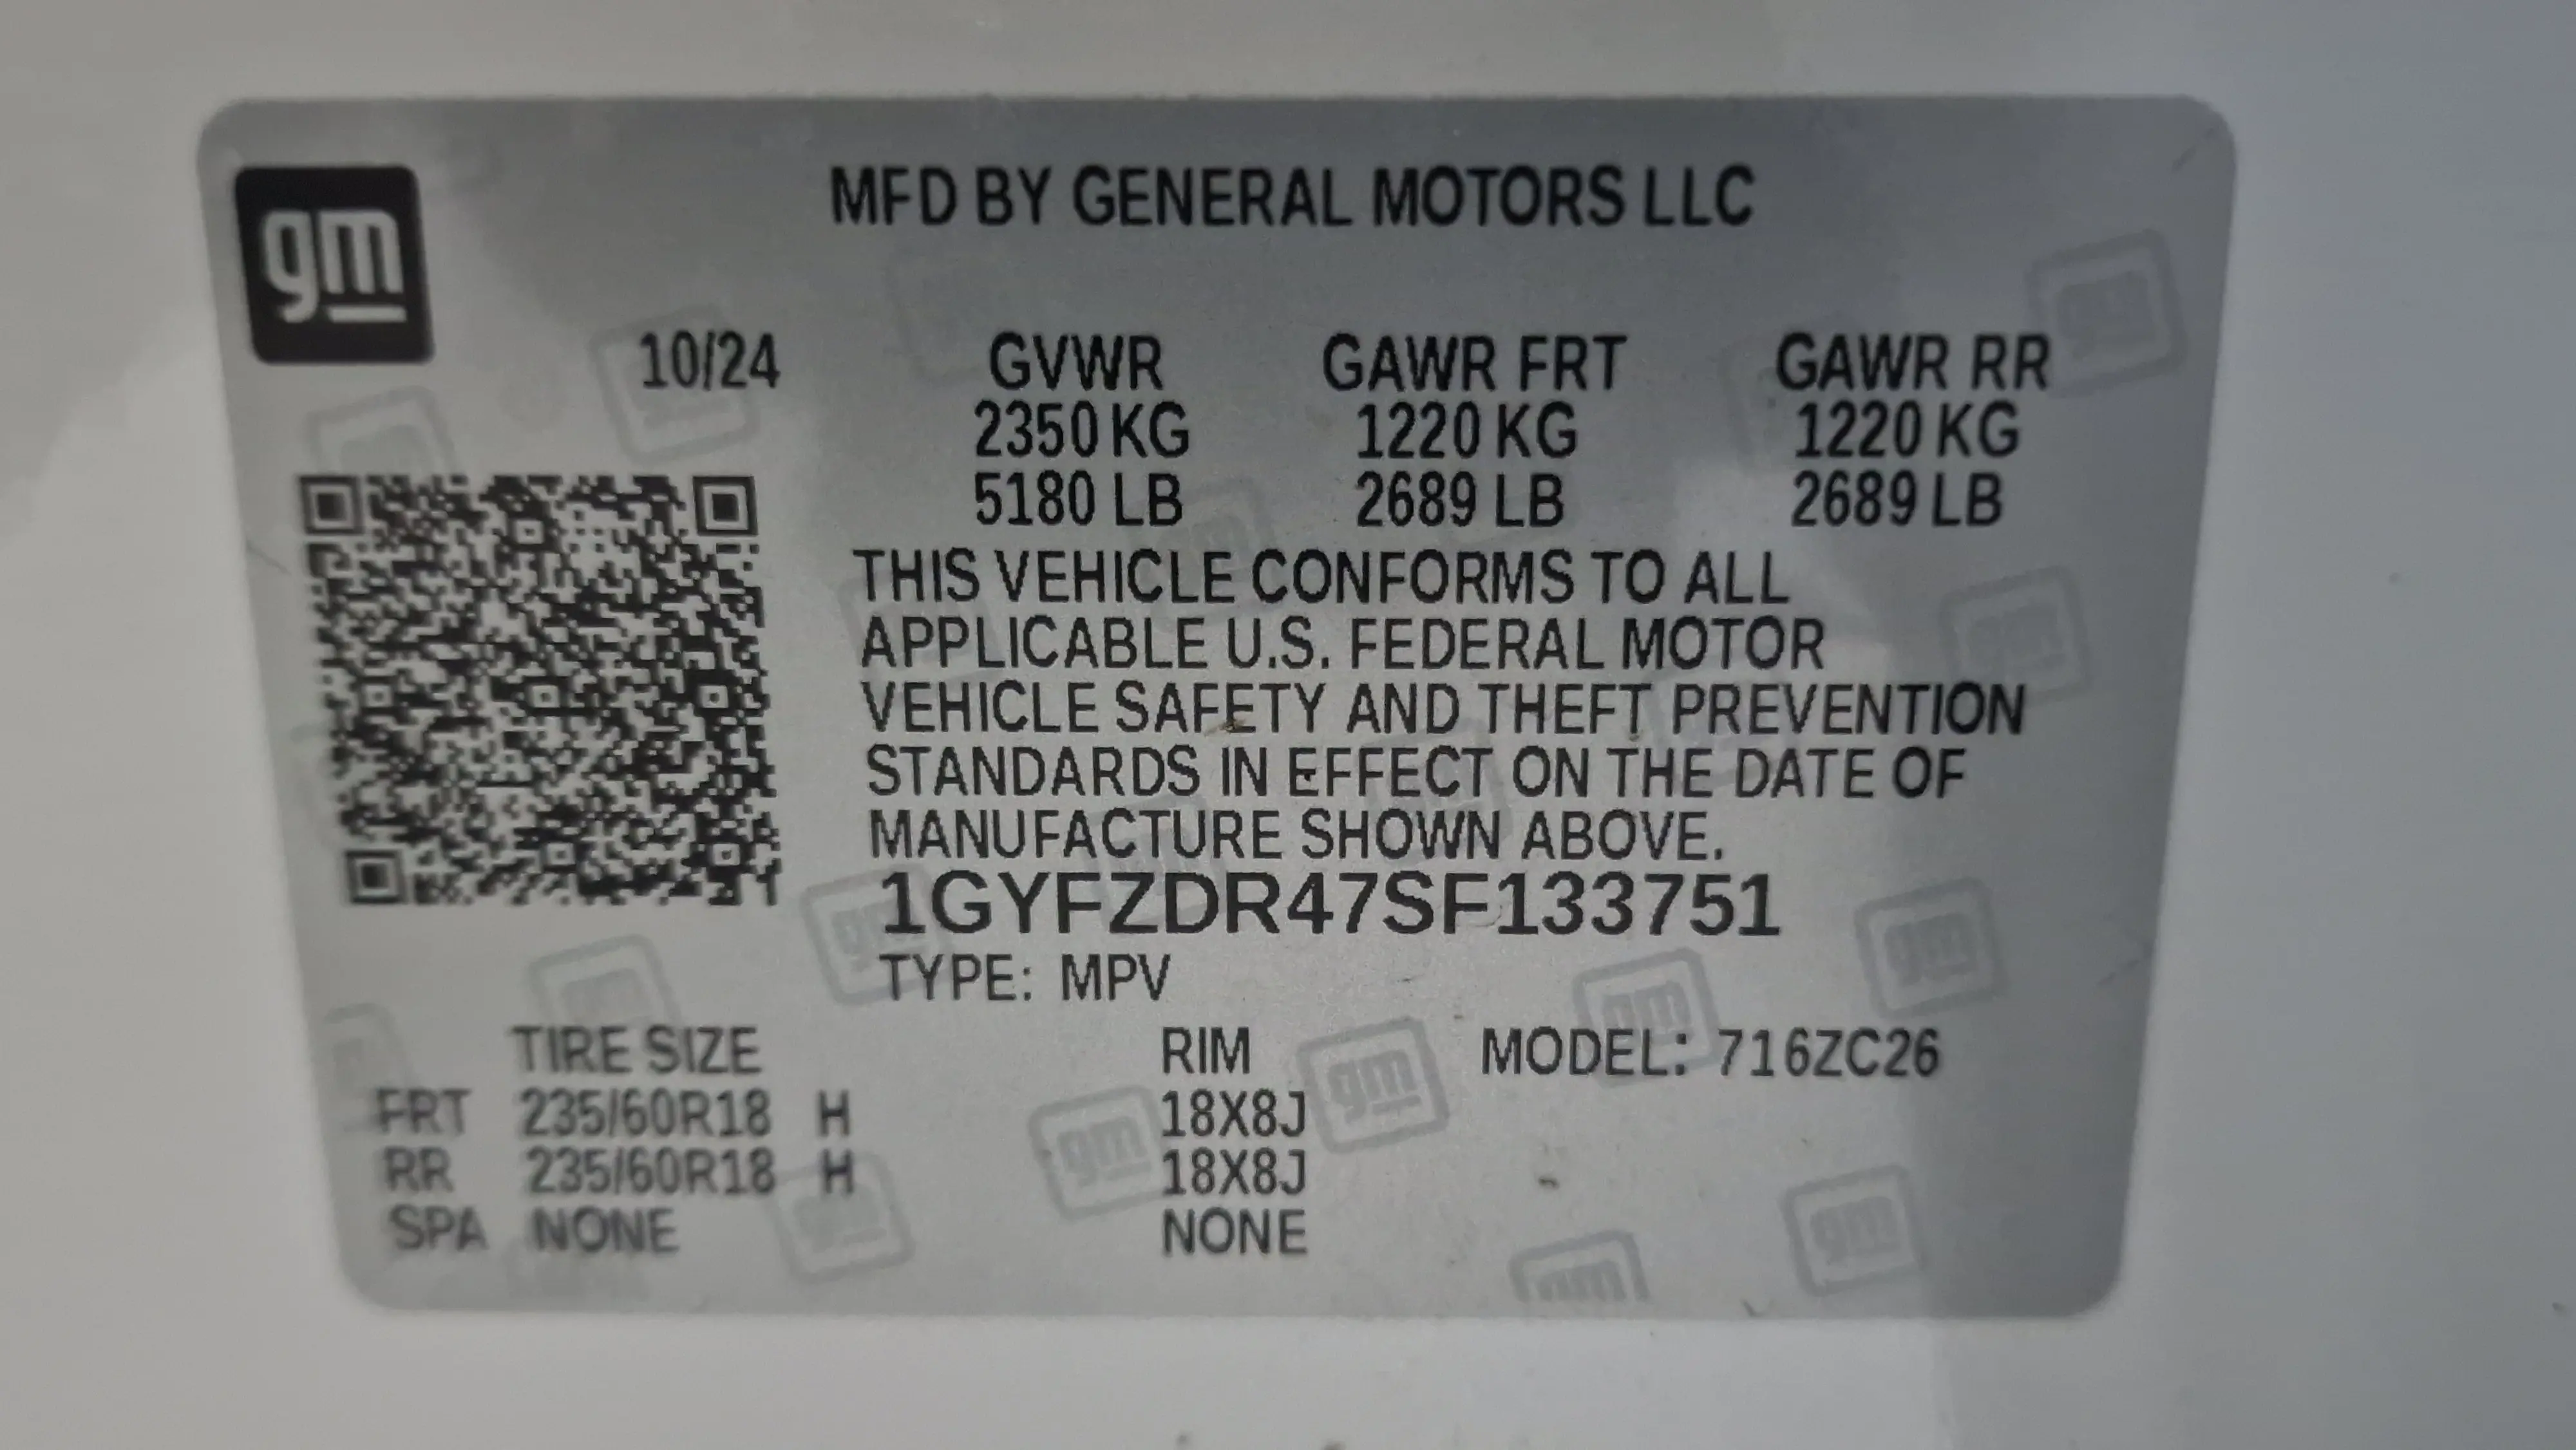 gm
MFD BY GENERAL MOTORS LLC
10/24 GVWR GAWR FRT GAWR RR
2350 KG 1220 KG 1220 KG
5180 LB 2689 LB 2689 LB
THIS VEHICLE CONFORMS TO ALL
APPLICABLE U.S. FEDERAL MOTOR
VEHICLE SAFETY AND THEFT PREVENTION
STANDARDS IN EFFECT ON THE DATE OF
MANUFACTURE SHOWN ABOVE.
1GYFZDR47SF133751
TYPE: MPV
TIRE SIZE RIM MODEL: 716ZC26
FRT 235/60R18 H 18X8J
RR 235/60R18 H 18X8J
SPA NONE NONE